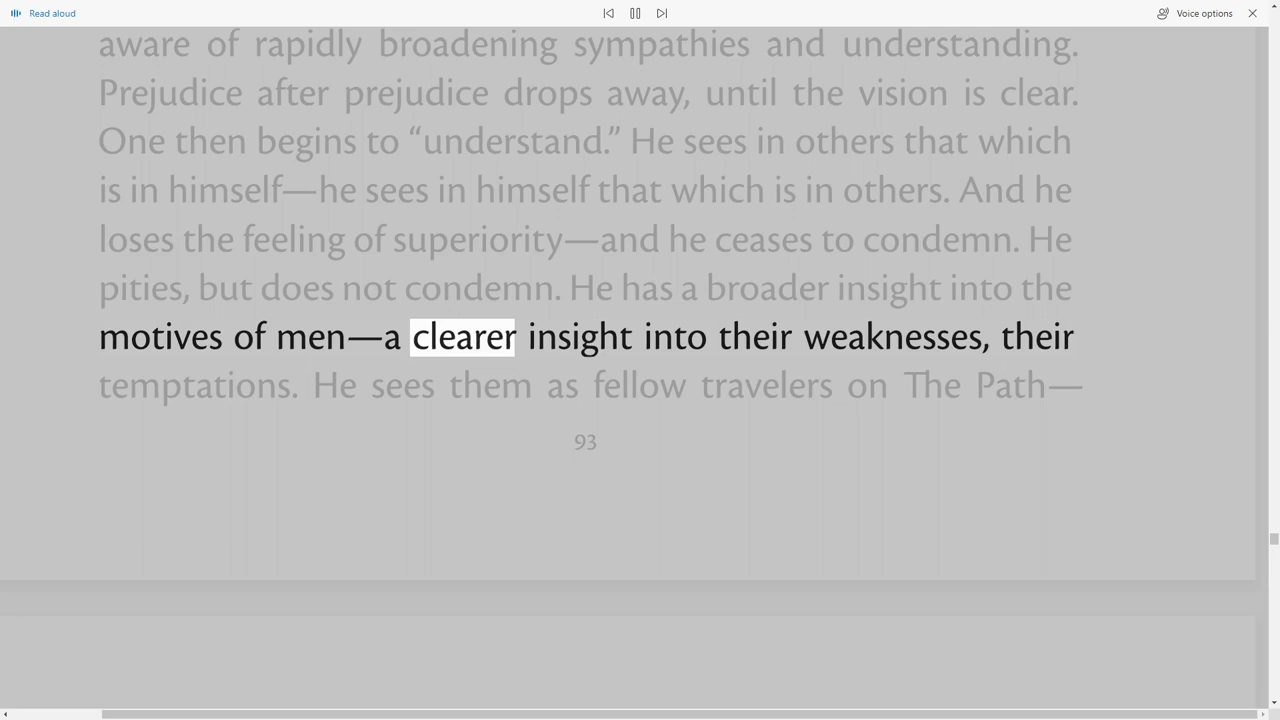 Read aloud
Voice options
aware of rapidly broadening sympathies and understanding.
Prejudice after prejudice drops away, until the vision is clear.
One then begins to “understand.” He sees in others that which
is in himself—he sees in himself that which is in others. And he
loses the feeling of superiority—and he ceases to condemn. He
pities, but does not condemn. He has a broader insight into the
motives of men—a clearer insight into their weaknesses, their
temptations. He sees them as fellow travelers on The Path—
93